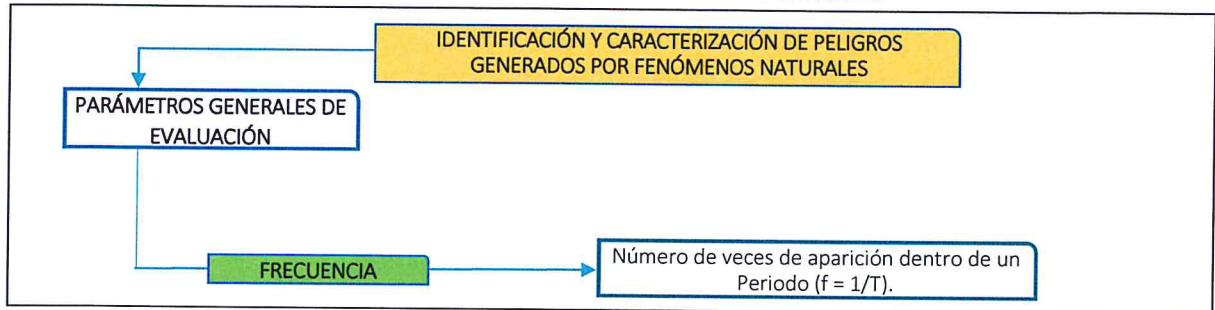 IDENTIFICACIÓN Y CARACTERIZACIÓN DE PELIGROS
GENERADOS POR FENÓMENOS NATURALES
PARÁMETROS GENERALES DE
EVALUACIÓN
FRECUENCIA
Número de veces de aparición dentro de un
Periodo (f = 1/T).